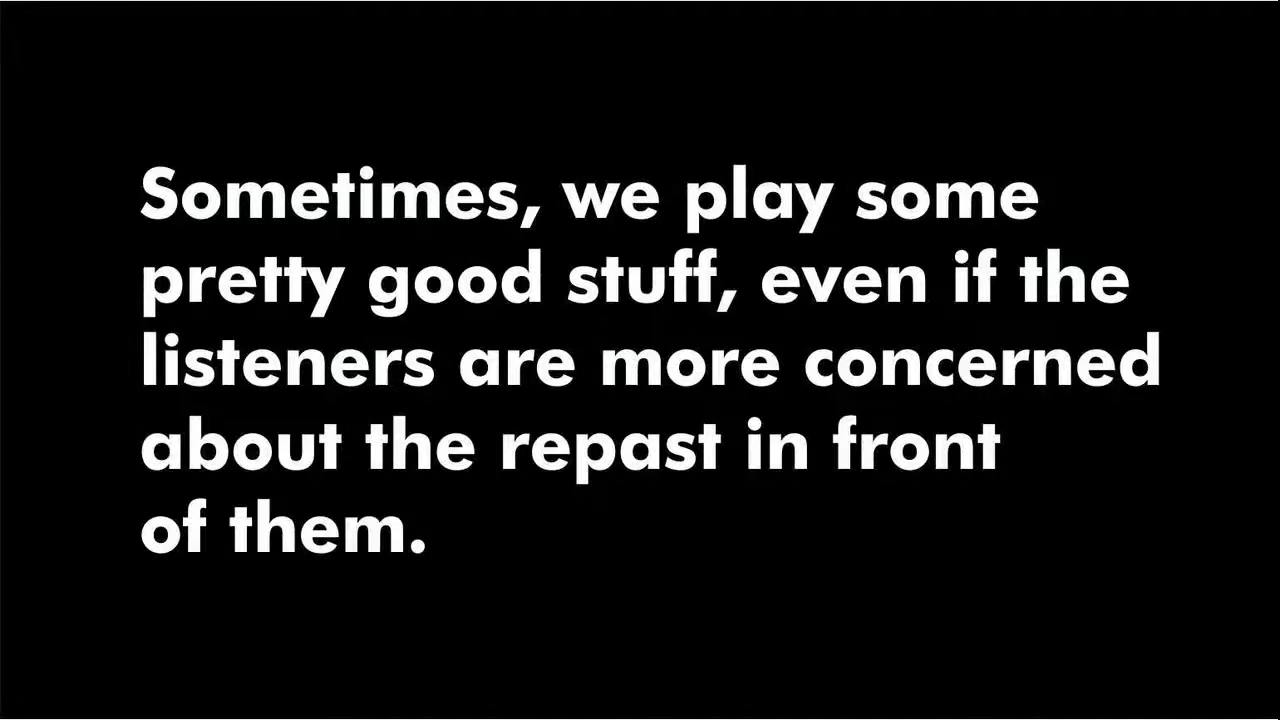 Sometimes, we play some
pretty good stuff, even if the
listeners are more concerned
about the repast in front
of them.